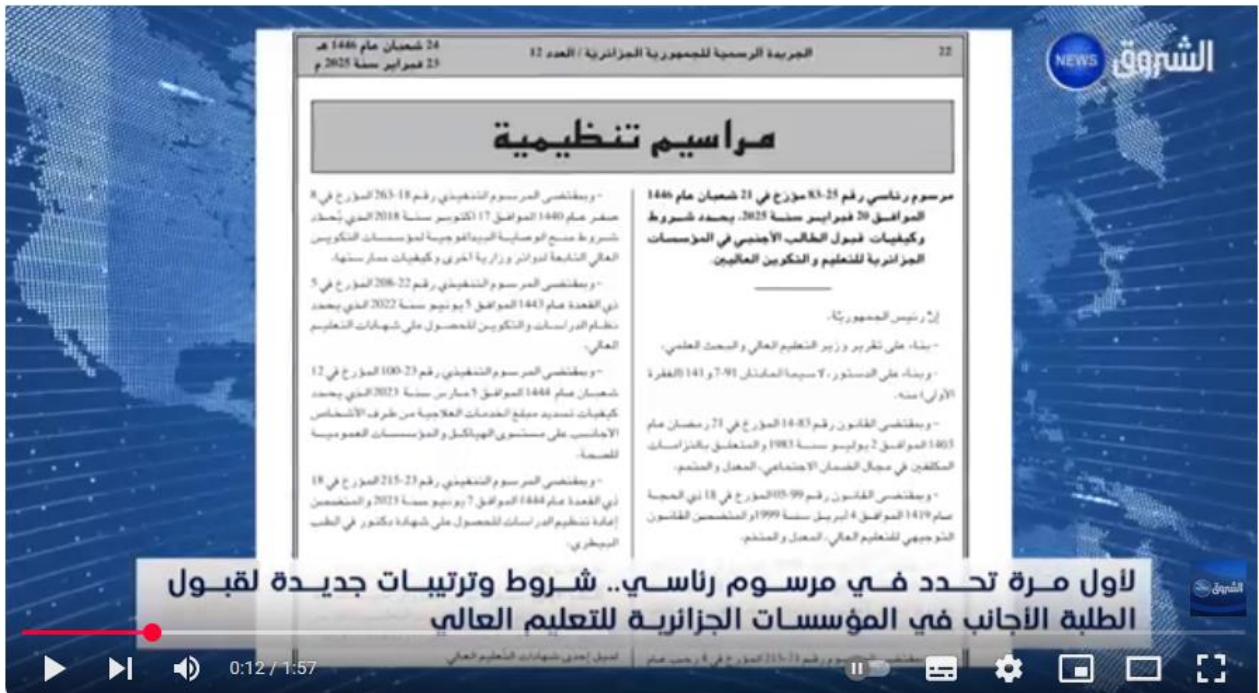 24 شعبان عام 1446 هـ
23 فبراير سنة 2025 م
الجريدة الرسمية للجمهورية الجزائرية / العدد 12
22
NEWS
الشروق
مراسيم تنظيمية
مرسوم رئاسي رقم 25-83 مؤرخ في 21 شعبان عام 1446
الموافق 20 فبراير سنة 2025، يحدد شروط
وكيفيات قبول الطالب الأجنبي في المؤسسات
الجزائرية للتعليم والتكوين العاليين.
إنّ رئيس الجمهورية،
- بناء على تقرير وزير التعليم العالي والبحث العلمي،
- وبناء على الدستور، لا سيما المادتان 91-7 و 141 (الفقرة
الأولى) منه،
- وبمقتضى القانون رقم 83-14 المؤرخ في 21 رمضان عام
1403 الموافق 2 يوليو سنة 1983 والمتعلق بالتزامات
المكلفين في مجال الضمان الاجتماعي، المعدل والمتمم،
- وبمقتضى القانون رقم 99-05 المؤرخ في 18 ذي الحجة
عام 1419 الموافق 4 أبريل سنة 1999 والمتضمن القانون
التوجيهي للتعليم العالي، المعدل والمتمم،
- وبمقتضى المرسوم التنفيذي رقم 18-263 المؤرخ في 8
صفر عام 1440 الموافق 17 أكتوبر سنة 2018 الذي يُحدّد
شروط منح الوصاية البيداغوجية لمؤسسات التكوين
العالي التابعة لدوائر وزارية أخرى وكيفيات ممارستها،
- وبمقتضى المرسوم التنفيذي رقم 22-208 المؤرخ في 5
ذي القعدة عام 1443 الموافق 5 يونيو سنة 2022 الذي يحدد
نظام الدراسات والتكوين للحصول على شهادات التعليم
العالي،
- وبمقتضى المرسوم التنفيذي رقم 23-100 المؤرخ في 12
شعبان عام 1444 الموافق 5 مارس سنة 2023 الذي يحدد
كيفيات تسديد مبلغ الخدمات العلاجية من طرف الأشخاص
الأجانب على مستوى الهياكل والمؤسسات العمومية
للصحة،
- وبمقتضى المرسوم التنفيذي رقم 23-215 المؤرخ في 18
ذي القعدة عام 1444 الموافق 7 يونيو سنة 2023 والمتضمن
إعادة تنظيم الدراسات للحصول على شهادة دكتور في الطب
البيطري،
لأول مرة تحدد في مرسوم رئاسي.. شروط وترتيبات جديدة لقبول
الطلبة الأجانب في المؤسسات الجزائرية للتعليم العالي
الشروق
لنيل إحدى شهادات التعليم العالي
0:12 / 1:57